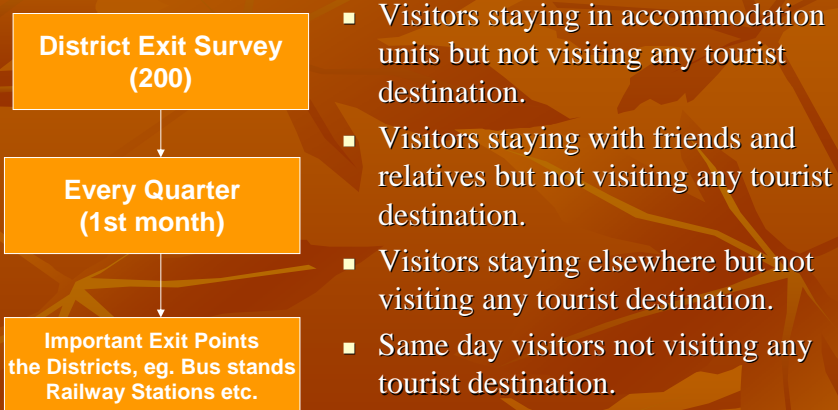 District Exit Survey
(200)
Every Quarter
(1st month)
Important Exit Points
the Districts, eg. Bus stands
Railway Stations etc.
Visitors staying in accommodation
units but not visiting any tourist
destination.
Visitors staying with friends and
relatives but not visiting any tourist
destination.
Visitors staying elsewhere but not
visiting any tourist destination.
Same day visitors not visiting any
tourist destination.